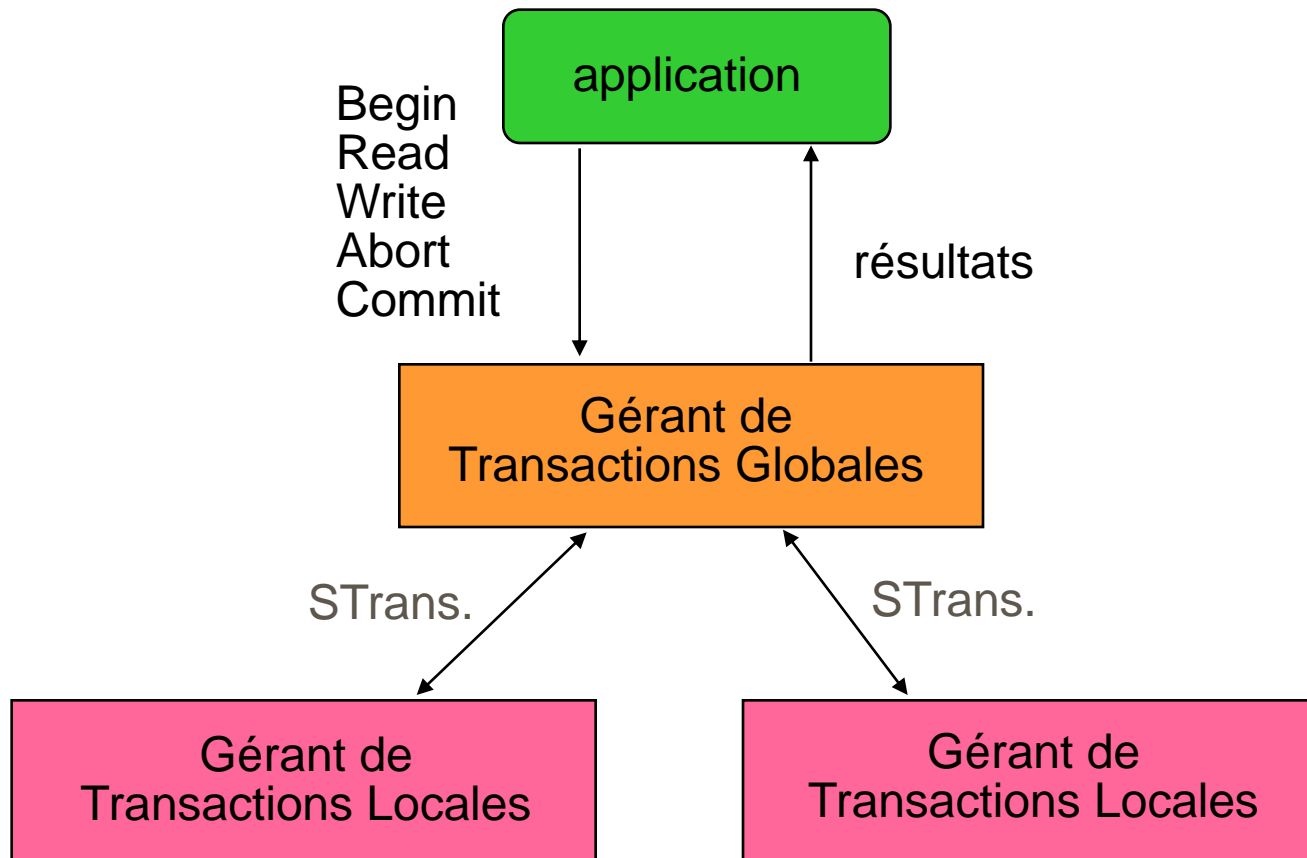 application
Begin
Read
Write
Abort
Commit
résultats
Gérant de
Transactions Globales
STrans.
STrans.
Gérant de
Transactions Locales
Gérant de
Transactions Locales